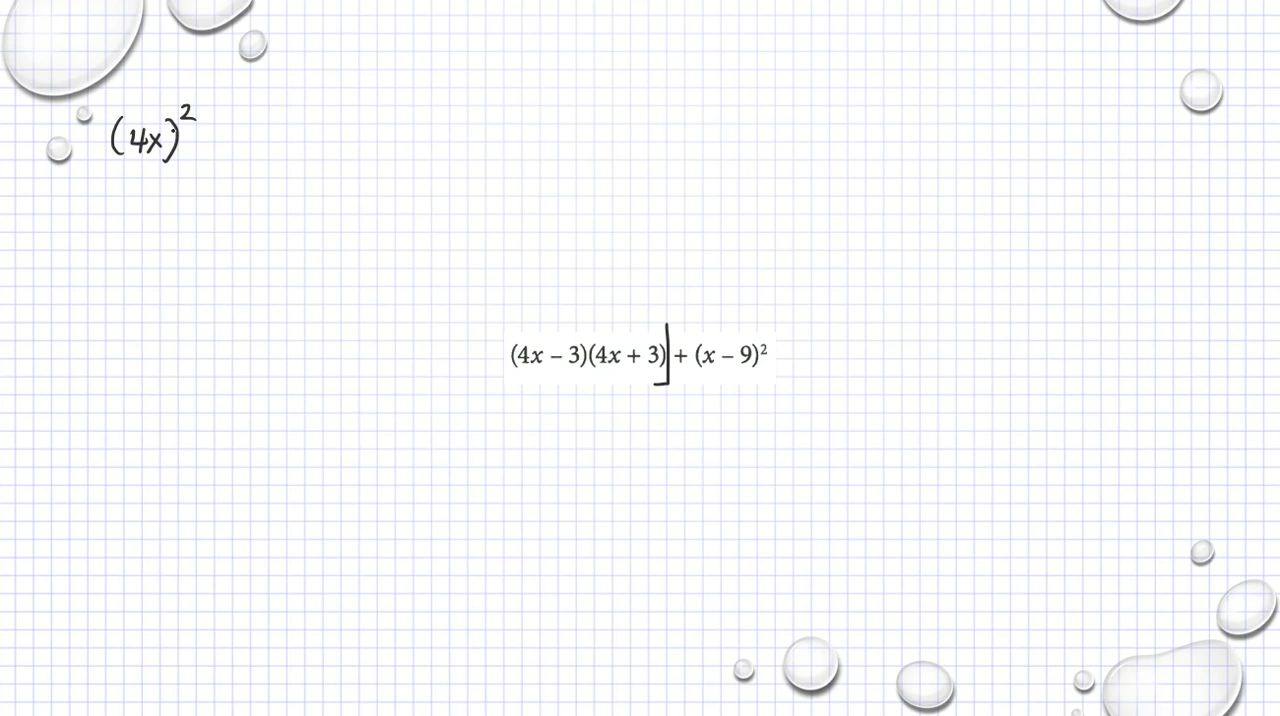 (4x)²
(4x – 3)(4x + 3) + (x – 9)²